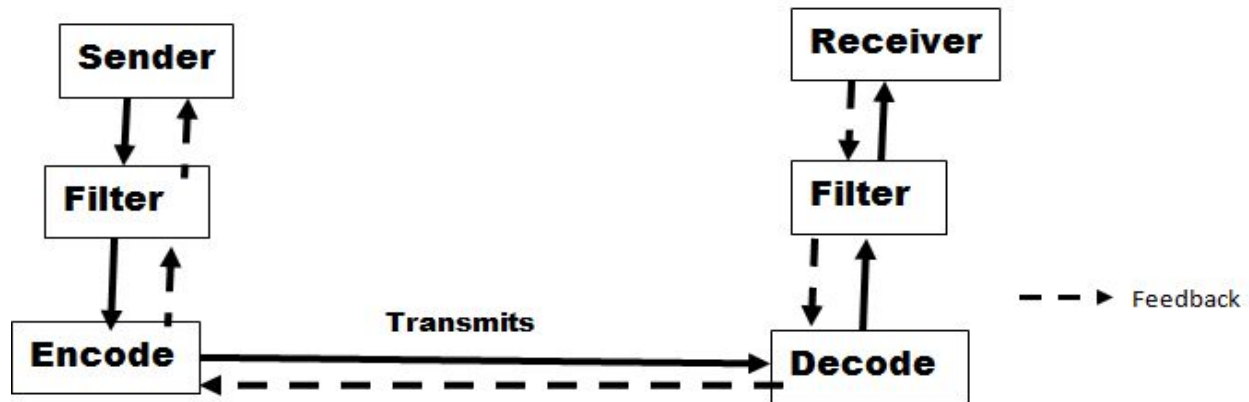 Sender
Receiver
Filter
Filter
Feedback
Transmits
Encode
Decode